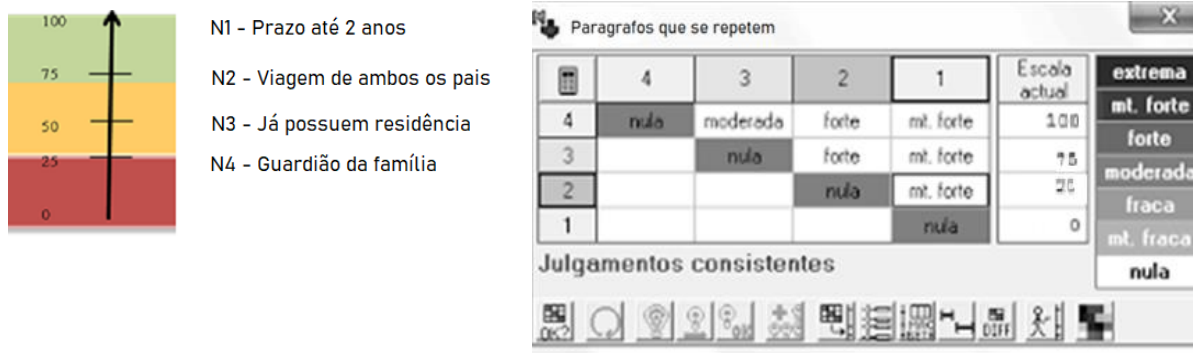 100
75
50
25
0
N1 - Prazo até 2 anos
N2 - Viagem de ambos os pais
N3 - Já possuem residência
N4 - Guardião da família
Paragrafos que se repetem
4 3 2 1 Escala actual
4 nula moderada forte mt. forte 100
3 nula forte mt. forte
2 nula mt. forte
1 nula 0
Julgamentos consistentes
extrema
mt. forte
forte
moderada
fraca
mt. fraca
nula
OK?
OK
DIFF